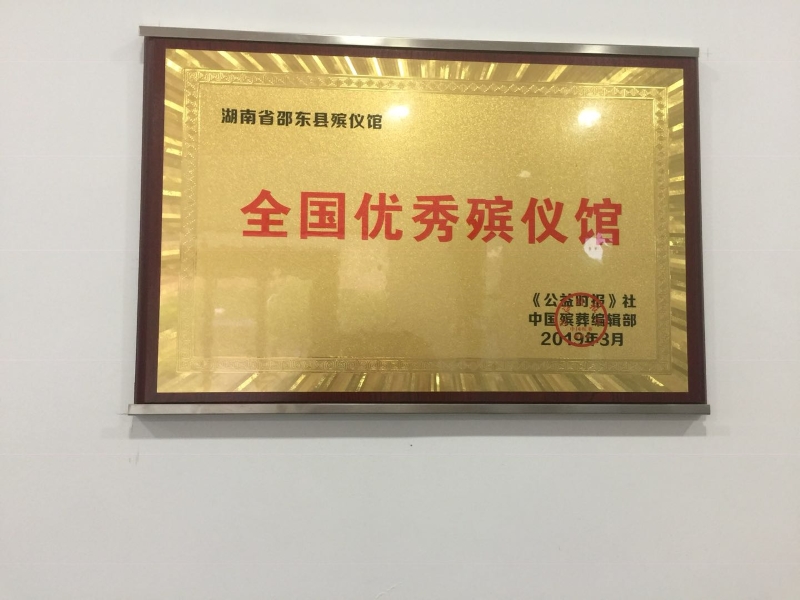 湖南省邵东县殡仪馆
全国优秀殡仪馆
《公益时报》社
中国殡葬编辑部
2019年3月